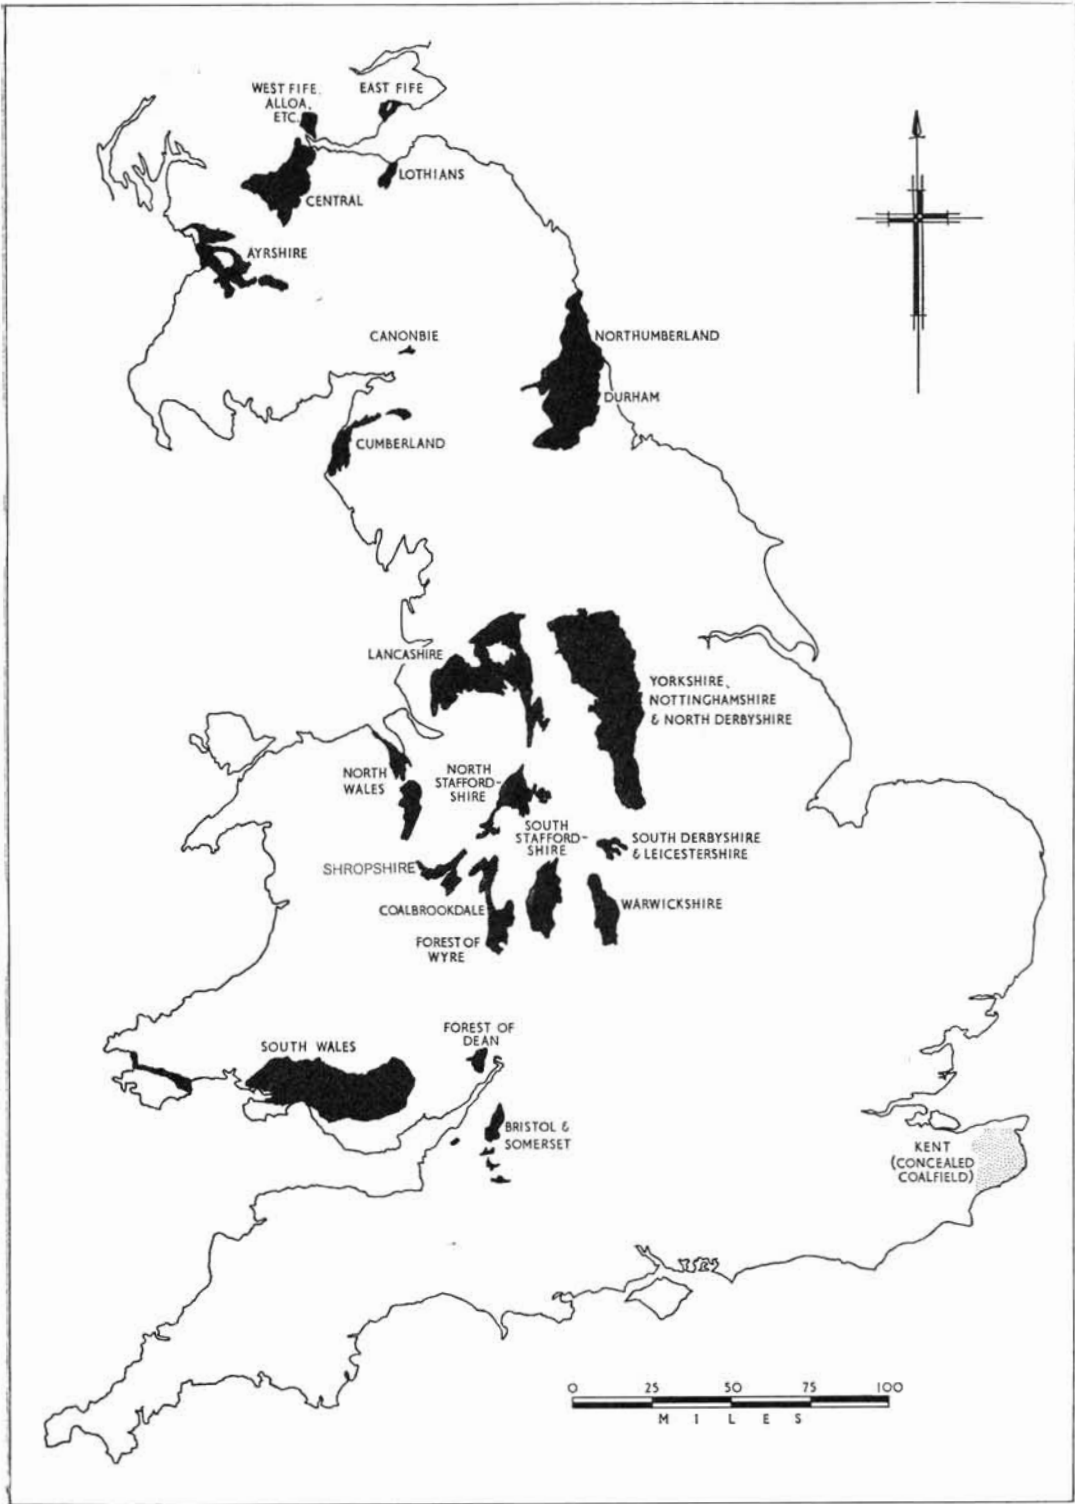 WEST FIFE,
ALLOA,
ETC.
EAST FIFE
LOTHIANS
CENTRAL
AYRSHIRE
CANONBIE
NORTHUMBERLAND
DURHAM
CUMBERLAND
LANCASHIRE
YORKSHIRE,
NOTTINGHAMSHIRE
& NORTH DERBYSHIRE
NORTH
WALES
NORTH
STAFFORD-
SHIRE
SOUTH
STAFFORD-
SHIRE
SOUTH DERBYSHIRE
& LEICESTERSHIRE
SHROPSHIRE
COALBROOKDALE
WARWICKSHIRE
FOREST OF
WYRE
FOREST OF
DEAN
SOUTH WALES
BRISTOL &
SOMERSET
KENT
(CONCEALED
COALFIELD)
0 25 50 75 100
MILES